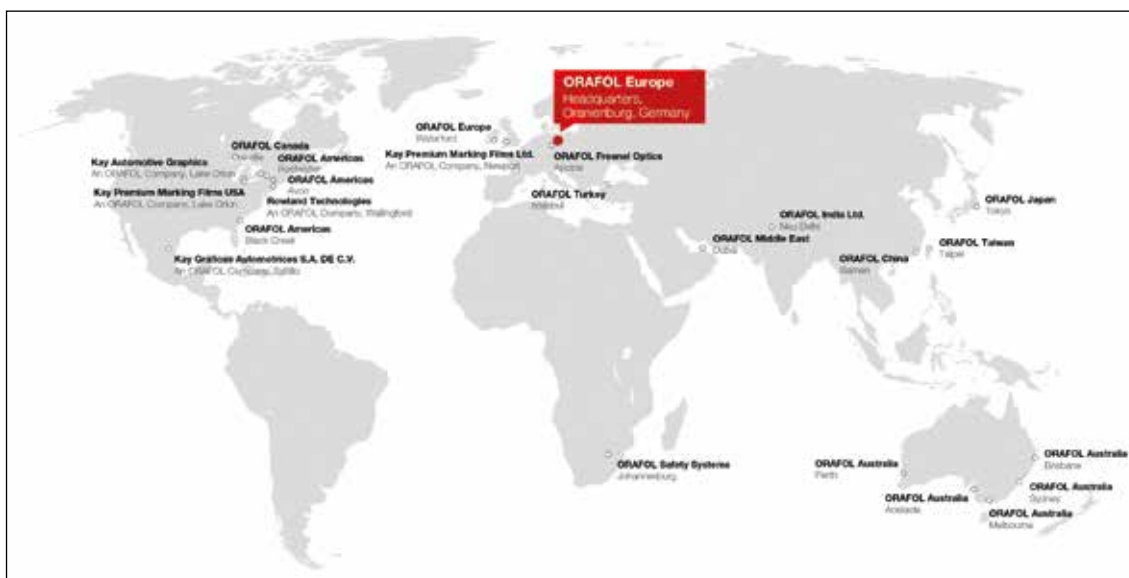 ORAFOL Europe
Headquarters,
Oranienburg, Germany
ORAFOL Europe
Waterford
Kay Premium Marking Films Ltd.
An ORAFOL Company, Newport
ORAFOL Fresnel Optics
Apolda
ORAFOL Turkey
Istanbul
ORAFOL Canada
Oakville
Kay Automotive Graphics
An ORAFOL Company, Lake Orion
ORAFOL Americas
Rochester
ORAFOL Americas
Avon
Kay Premium Marking Films USA
An ORAFOL Company, Lake Orion
Rowland Technologies
An ORAFOL Company, Wallingford
ORAFOL Americas
Black Creek
Kay Gráficos Automotrices S.A. DE C.V.
An ORAFOL Company, Saltillo
ORAFOL Japan
Tokyo
ORAFOL India Ltd.
Neu Delhi
ORAFOL Middle East
Dubai
ORAFOL Taiwan
Taipei
ORAFOL China
Xiamen
ORAFOL Safety Systems
Johannesburg
ORAFOL Australia
Perth
ORAFOL Australia
Brisbane
ORAFOL Australia
Sydney
ORAFOL Australia
Adelaide
ORAFOL Australia
Melbourne